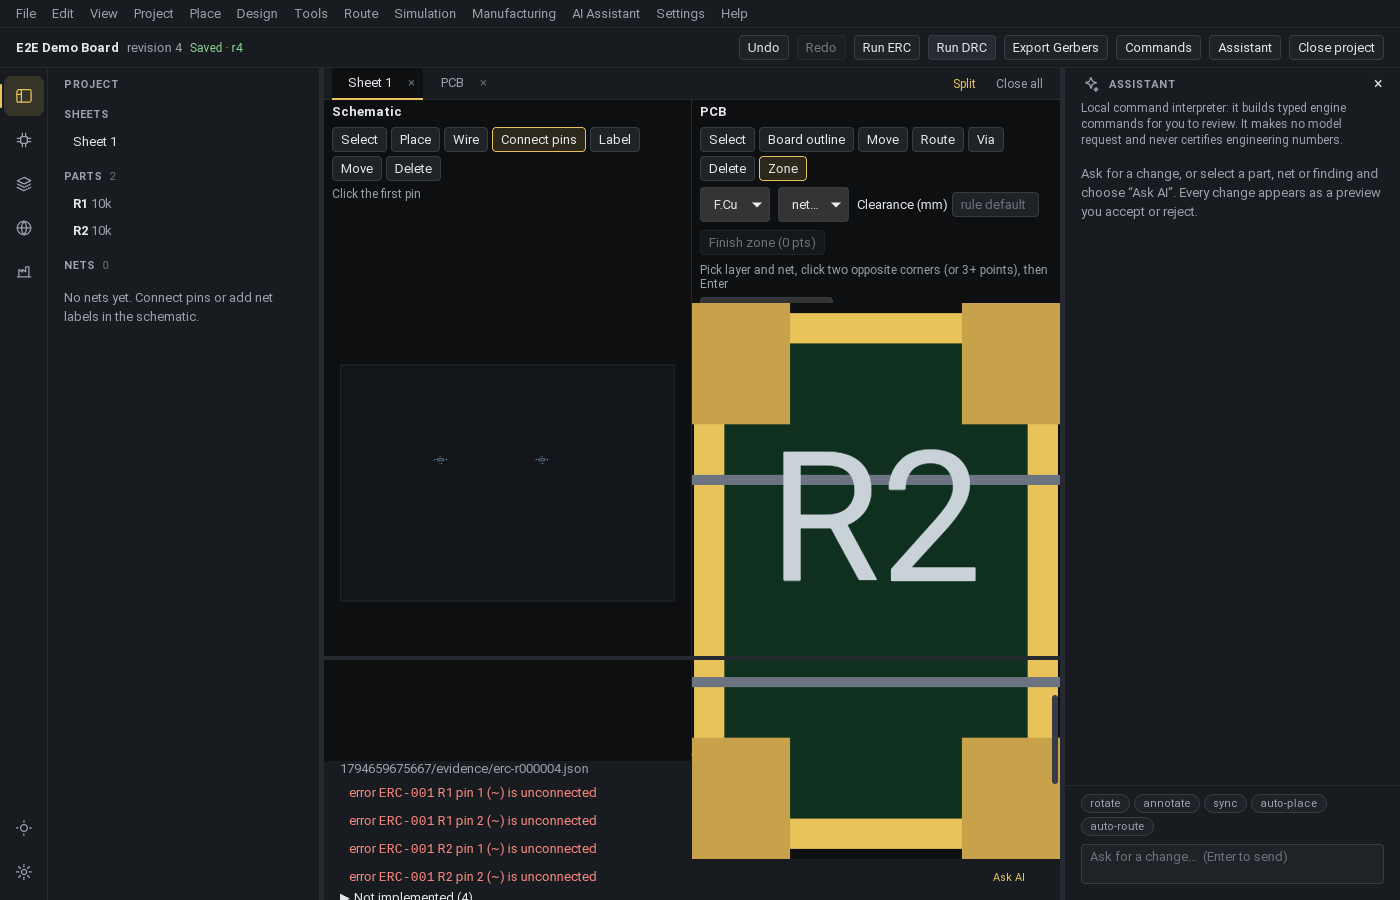 File Edit View Project Place Design Tools Route Simulation Manufacturing AI Assistant Settings Help
E2E Demo Board revision 4 Saved · r4 Undo Redo Run ERC Run DRC Export Gerbers Commands Assistant Close project
PROJECT
SHEETS
Sheet 1
PARTS 2
R1 10k
R2 10k
NETS 0
No nets yet. Connect pins or add net
labels in the schematic.
Sheet 1 × PCB × Split Close all
Schematic
Select Place Wire Connect pins Label
Move Delete
Click the first pin
PCB
Select Board outline Move Route Via
Delete Zone
F.Cu net... Clearance (mm) rule default
Finish zone (0 pts)
Pick layer and net, click two opposite corners (or 3+ points), then
Enter
R2
1794659675667/evidence/erc-r000004.json
error ERC-001 R1 pin 1 (~) is unconnected
error ERC-001 R1 pin 2 (~) is unconnected
error ERC-001 R2 pin 1 (~) is unconnected
error ERC-001 R2 pin 2 (~) is unconnected Ask AI
▶ Not implemented (4)
ASSISTANT ×
Local command interpreter: it builds typed engine
commands for you to review. It makes no model
request and never certifies engineering numbers.
Ask for a change, or select a part, net or finding and
choose “Ask AI”. Every change appears as a preview
you accept or reject.
rotate annotate sync auto-place
auto-route
Ask for a change... (Enter to send)